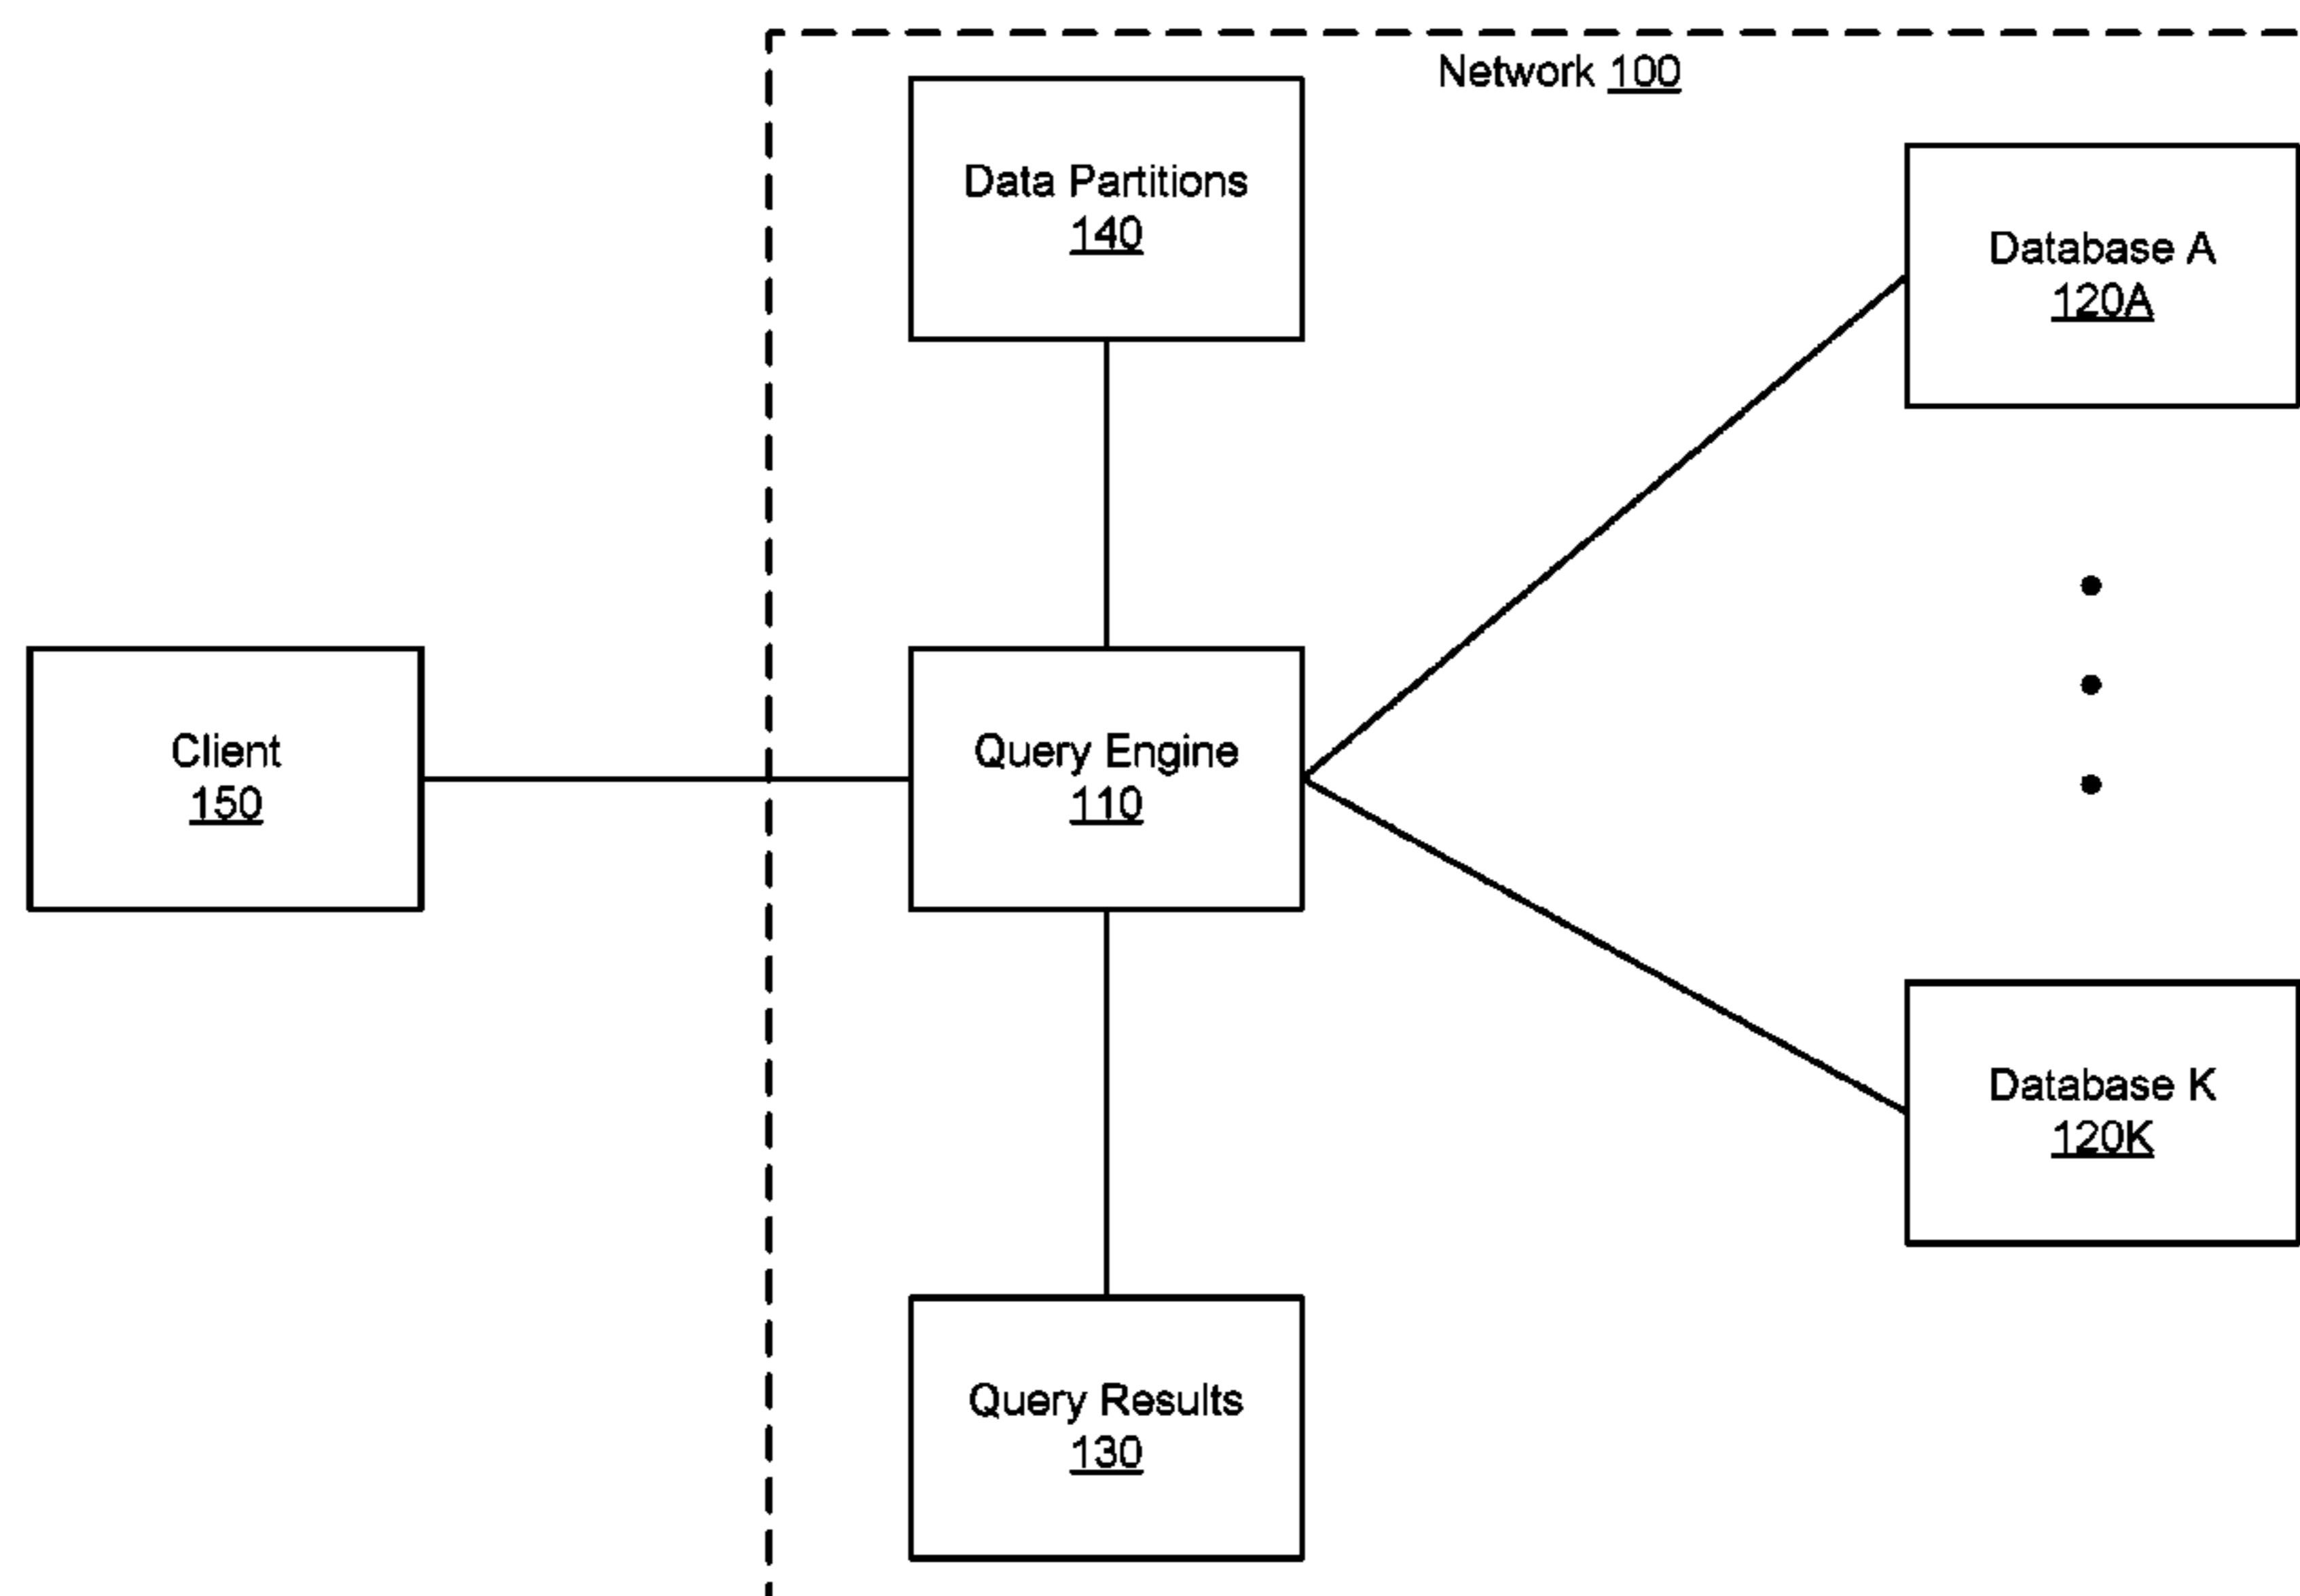 Network 100
Data Partitions
140
Database A
120A
Client
150
Query Engine
110
Database K
120K
Query Results
130